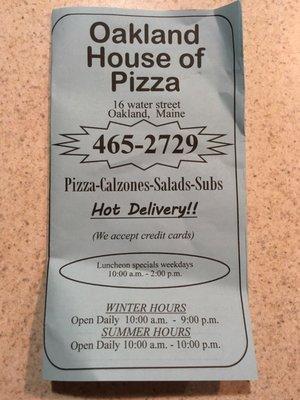 Oakland
House of
Pizza
16 water street
Oakland, Maine
465-2729
Pizza-Calzones-Salads-Subs
Hot Delivery!!
(We accept credit cards)
Luncheon specials weekdays
10:00 a.m. - 2:00 p.m.
WINTER HOURS
Open Daily 10:00 a.m. - 9:00 p.m.
SUMMER HOURS
Open Daily 10:00 a.m. - 10:00 p.m.